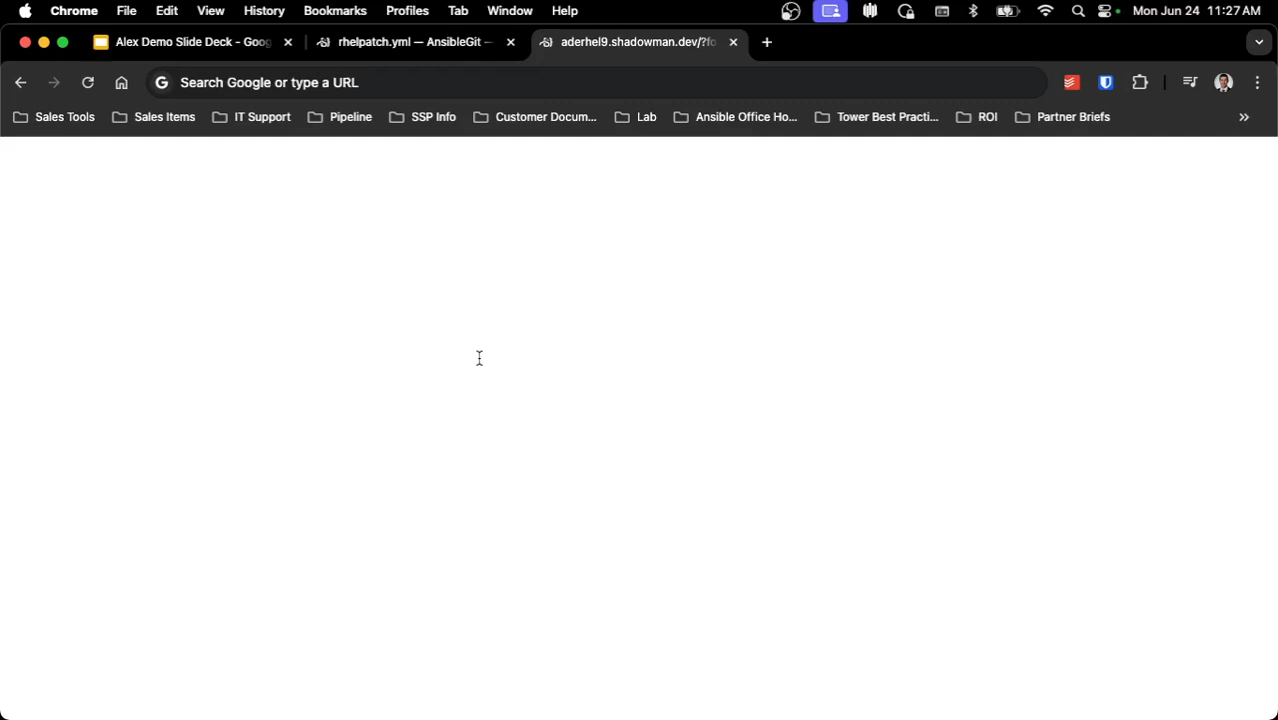 Chrome File Edit View History Bookmarks Profiles Tab Window Help Mon Jun 24 11:27 AM
Alex Demo Slide Deck - Goog rhelpatch.yml — AnsibleGit — aderhel9.shadowman.dev/?fo
G Search Google or type a URL
Sales Tools Sales Items IT Support Pipeline SSP Info Customer Docum... Lab Ansible Office Ho... Tower Best Practi... ROI Partner Briefs